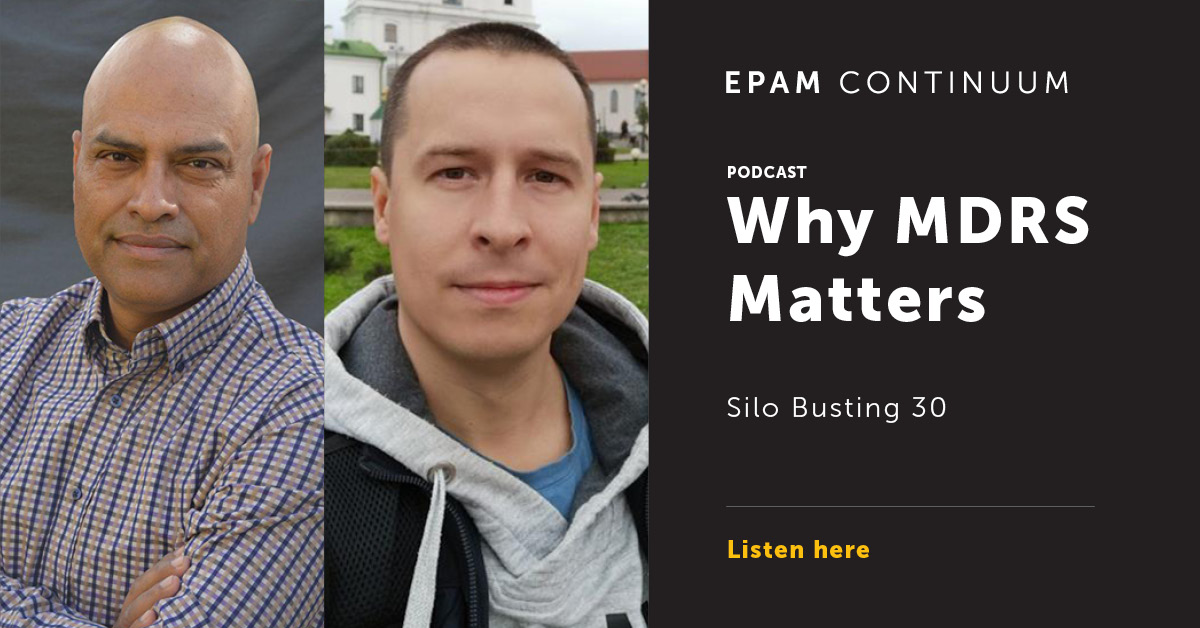 EPAM CONTINUUM
PODCAST
Why MDRS
Matters
Silo Busting 30
Listen here